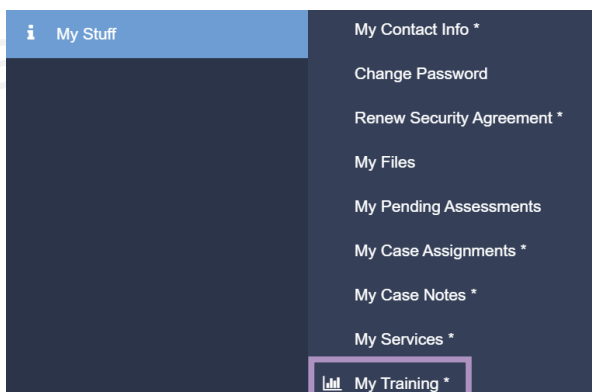 My Stuff
My Contact Info *
Change Password
Renew Security Agreement *
My Files
My Pending Assessments
My Case Assignments *
My Case Notes *
My Services *
My Training *